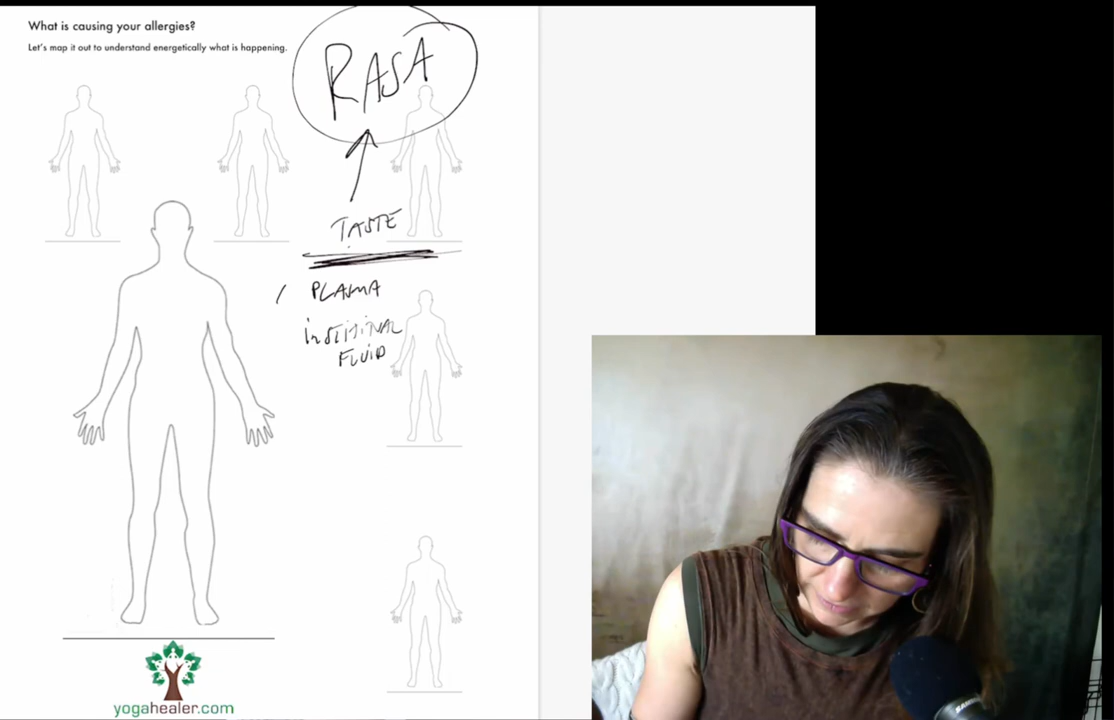 What is causing your allergies?
Let's map it out to understand energetically what is happening.
RASA
TASTE
PLASMA
FLUID
yogahealer.com